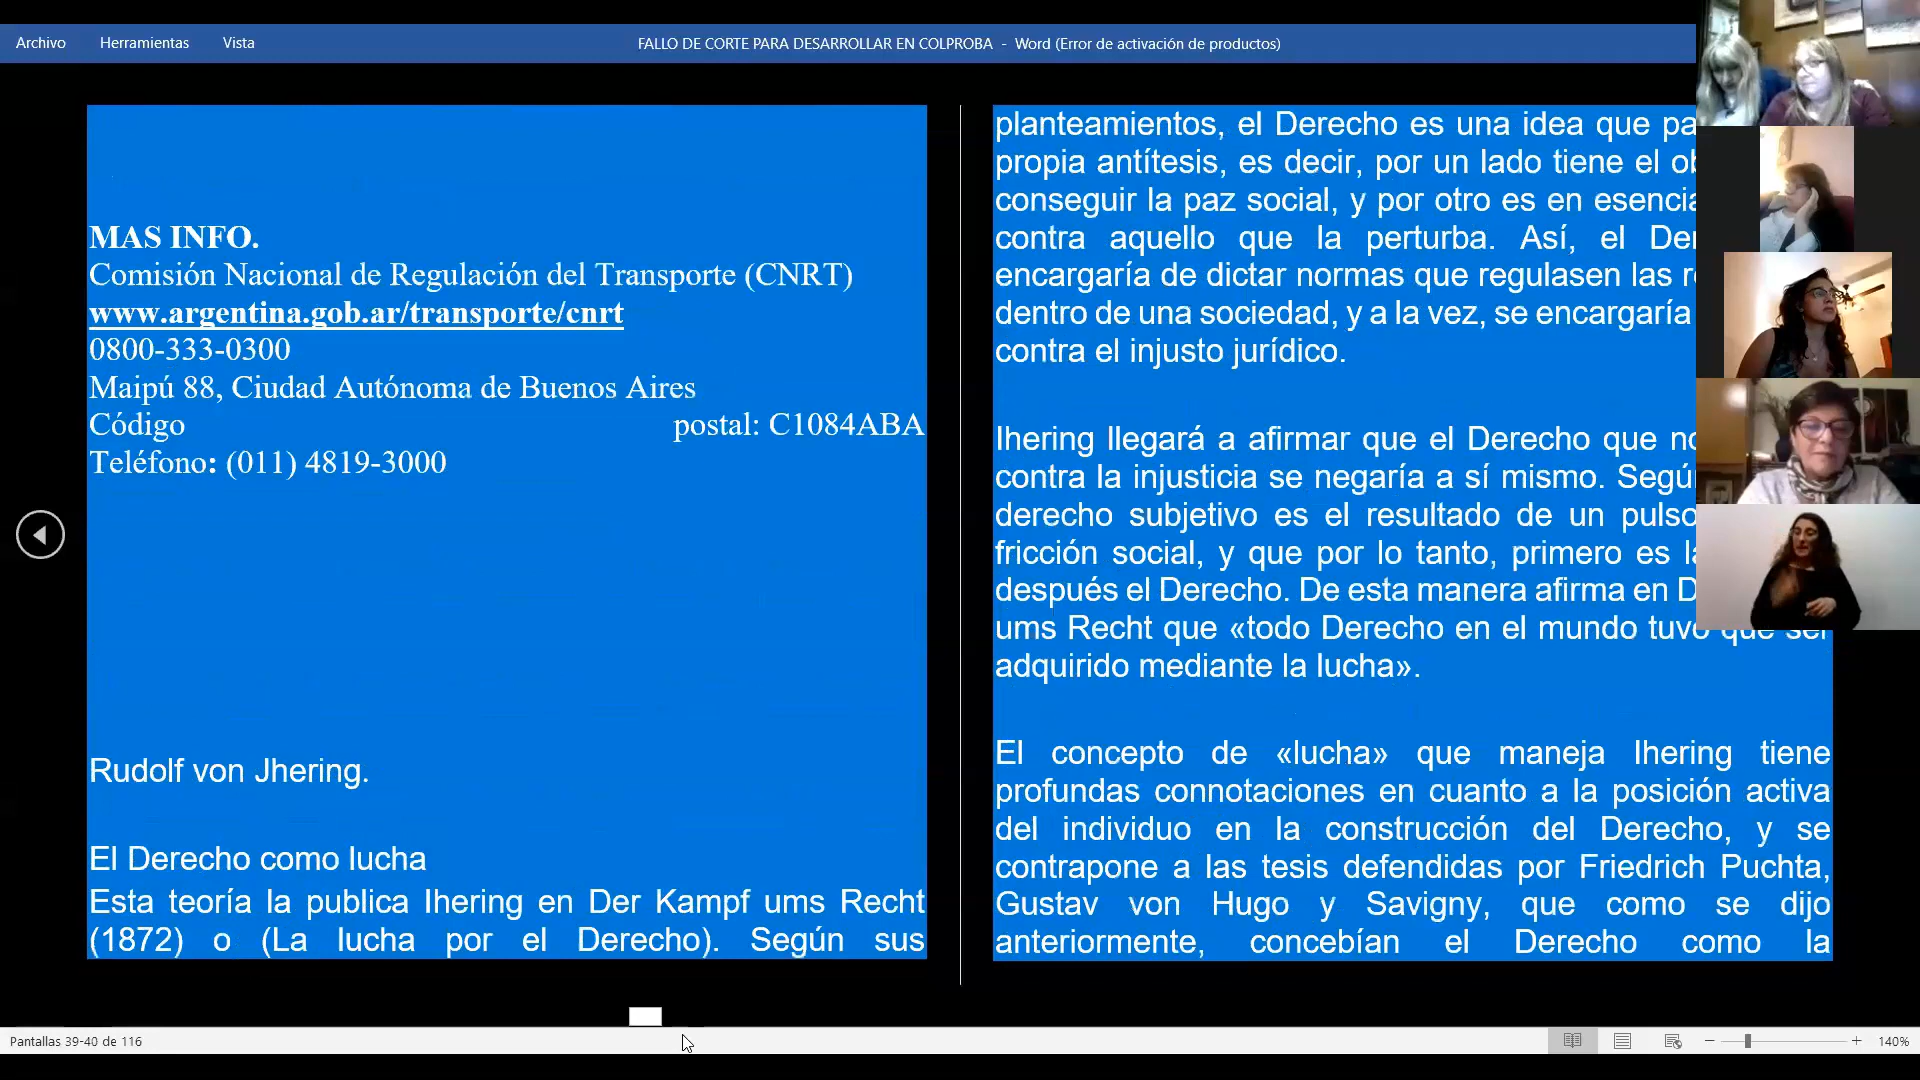 Archivo Herramientas Vista
FALLO DE CORTE PARA DESARROLLAR EN COLPROBA - Word (Error de activación de productos)
MAS INFO.
Comisión Nacional de Regulación del Transporte (CNRT)
www.argentina.gob.ar/transporte/cnrt
0800-333-0300
Maipú 88, Ciudad Autónoma de Buenos Aires
Código postal: C1084ABA
Teléfono: (011) 4819-3000
Rudolf von Jhering.
El Derecho como lucha
Esta teoría la publica Ihering en Der Kampf ums Recht
(1872) o (La lucha por el Derecho). Según sus
planteamientos, el Derecho es una idea que
propia antítesis, es decir, por un lado tiene el
conseguir la paz social, y por otro es en
contra aquello que la perturba. Así, el
encargaría de dictar normas que regulasen las
dentro de una sociedad, y a la vez, se encargaría
contra el injusto jurídico.
Ihering llegará a afirmar que el Derecho que
contra la injusticia se negaría a sí mismo.
derecho subjetivo es el resultado de un
fricción social, y que por lo tanto, primero es
después el Derecho. De esta manera afirma en
ums Recht que «todo Derecho en el mundo tuvo que ser
adquirido mediante la lucha».
El concepto de «lucha» que maneja Ihering tiene
profundas connotaciones en cuanto a la posición activa
del individuo en la construcción del Derecho, y se
contrapone a las tesis defendidas por Friedrich Puchta,
Gustav von Hugo y Savigny, que como se dijo
anteriormente, concebían el Derecho como la
Pantallas 39-40 de 116
140%